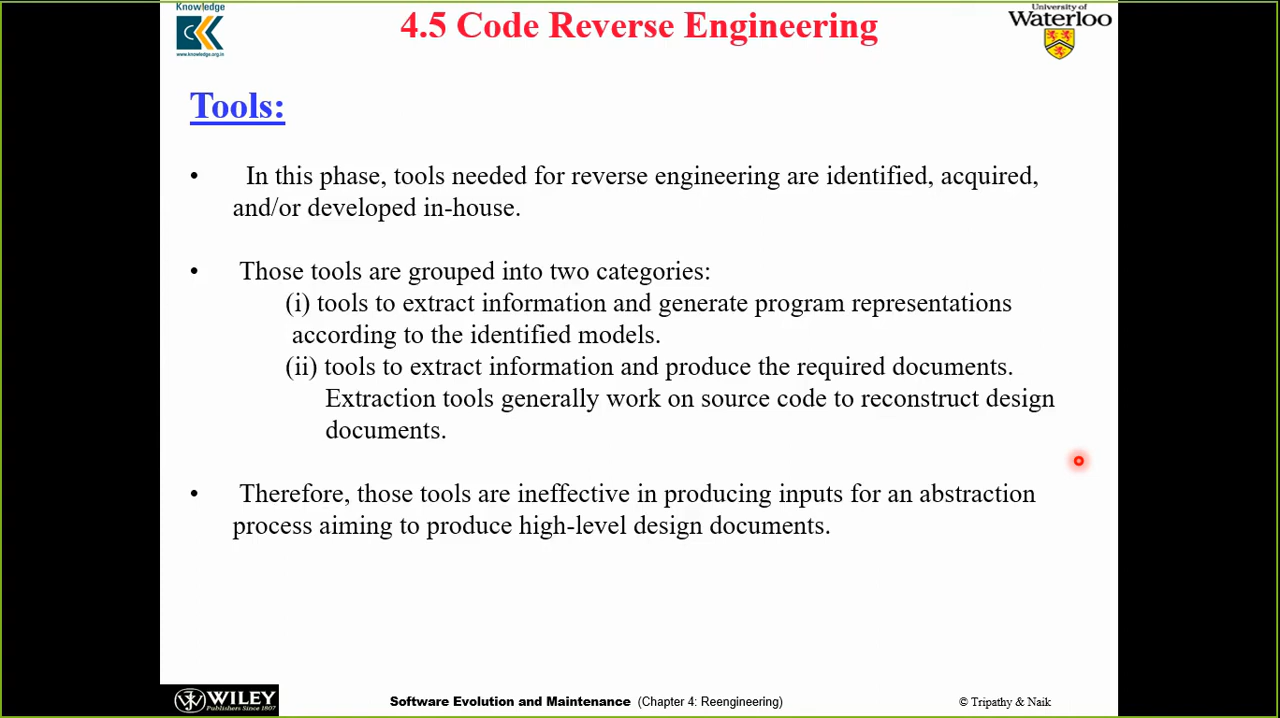 Knowledge
CK
www.cknowledge.org.in
4.5 Code Reverse Engineering
University of
Waterloo
Tools:
• In this phase, tools needed for reverse engineering are identified, acquired,
and/or developed in-house.
• Those tools are grouped into two categories:
(i) tools to extract information and generate program representations
according to the identified models.
(ii) tools to extract information and produce the required documents.
Extraction tools generally work on source code to reconstruct design
documents.
• Therefore, those tools are ineffective in producing inputs for an abstraction
process aiming to produce high-level design documents.
WILEY
Publishers Since 1807
Software Evolution and Maintenance (Chapter 4: Reengineering)
© Tripathy & Naik